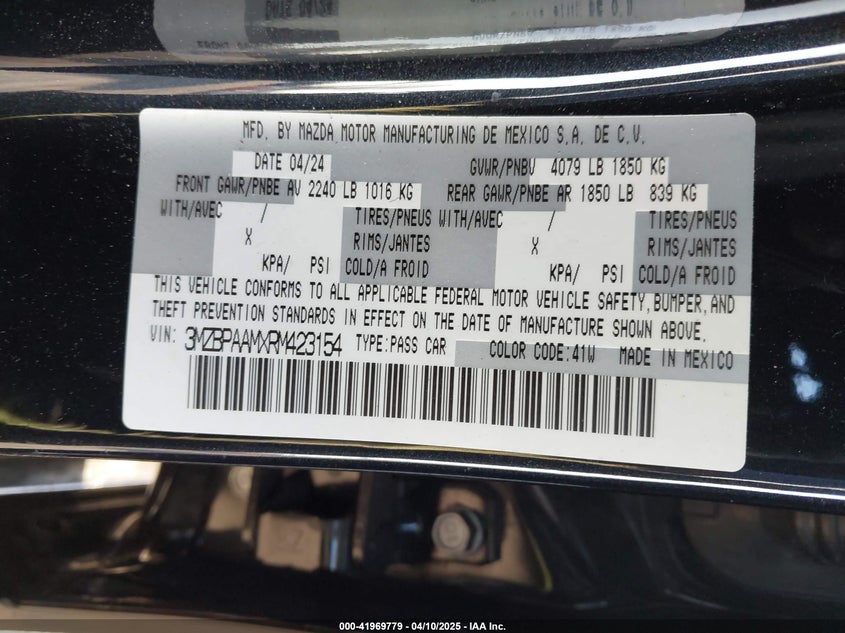 MFD. BY MAZDA MOTOR MANUFACTURING DE MEXICO S.A. DE C.V.
DATE 04/24 GVWR/PNBV 4079 LB 1850 KG
FRONT GAWR/PNBE AV 2240 LB 1016 KG REAR GAWR/PNBE AR 1850 LB 839 KG
WITH/AVEC / TIRES/PNEUS WITH/AVEC / TIRES/PNEUS
X RIMS/JANTES X RIMS/JANTES
KPA/ PSI COLD/A FROID KPA/ PSI COLD/A FROID
THIS VEHICLE CONFORMS TO ALL APPLICABLE FEDERAL MOTOR VEHICLE SAFETY, BUMPER, AND
THEFT PREVENTION STANDARDS IN EFFECT ON THE DATE OF MANUFACTURE SHOWN ABOVE.
VIN: 3MZBPAAMXRM423154 TYPE:PASS CAR COLOR CODE:41W MADE IN MEXICO
000-41969779 — 04/10/2025 — IAA Inc.